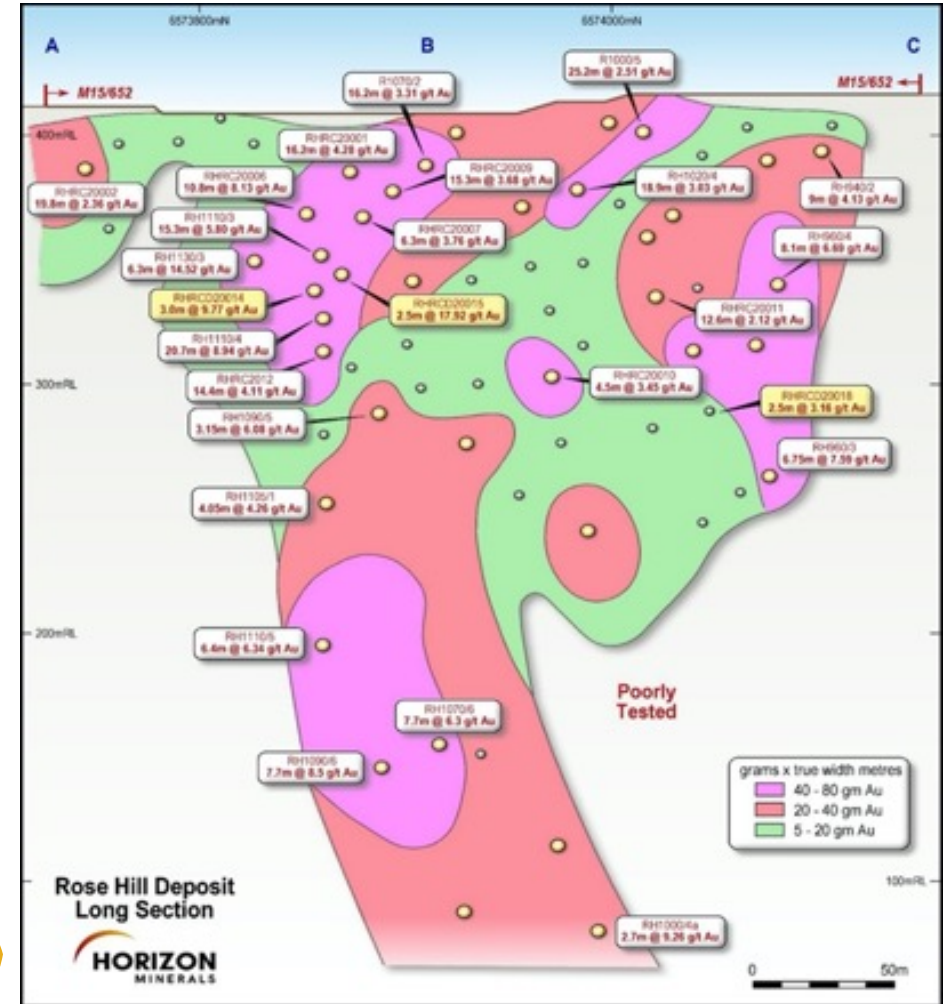 6573800mN
6574000mN
A
B
C
M15/652
M15/652
R1000/5
25.2m @ 2.51 g/t Au
R1070/2
16.2m @ 3.31 g/t Au
400mRL
RHRC20001
16.2m @ 4.28 g/t Au
RHRC20009
15.3m @ 3.68 g/t Au
RH1020/4
18.9m @ 3.03 g/t Au
RHRC20006
10.8m @ 8.13 g/t Au
RHRC20002
19.8m @ 2.36 g/t Au
RH940/2
9m @ 4.13 g/t Au
RH1110/3
15.3m @ 5.80 g/t Au
RHRC20007
6.3m @ 3.76 g/t Au
RH960/4
8.1m @ 6.69 g/t Au
RH1130/3
6.3m @ 14.52 g/t Au
RHRCD20014
3.0m @ 9.77 g/t Au
RHRCD20015
2.5m @ 17.92 g/t Au
RHRC20011
12.6m @ 2.12 g/t Au
RH1110/4
20.7m @ 8.94 g/t Au
RHRC2012
14.4m @ 4.11 g/t Au
300mRL
RHRC20010
4.5m @ 3.45 g/t Au
2.5m @ 3.16 g/t Au
RH1090/5
3.15m @ 6.08 g/t Au
RH960/3
6.75m @ 7.59 g/t Au
RH1105/1
4.05m @ 4.26 g/t Au
200mRL
RH1110/5
6.4m @ 6.34 g/t Au
Poorly
Tested
RH1070/6
7.7m @ 6.3 g/t Au
RH1090/6
7.7m @ 8.5 g/t Au
grams x true width metres
40 - 80 gm Au
20 - 40 gm Au
5 - 20 gm Au
100mRL
Rose Hill Deposit
Long Section
HORIZON
MINERALS
RH1000/4a
2.7m @ 9.26 g/t Au
0
50m